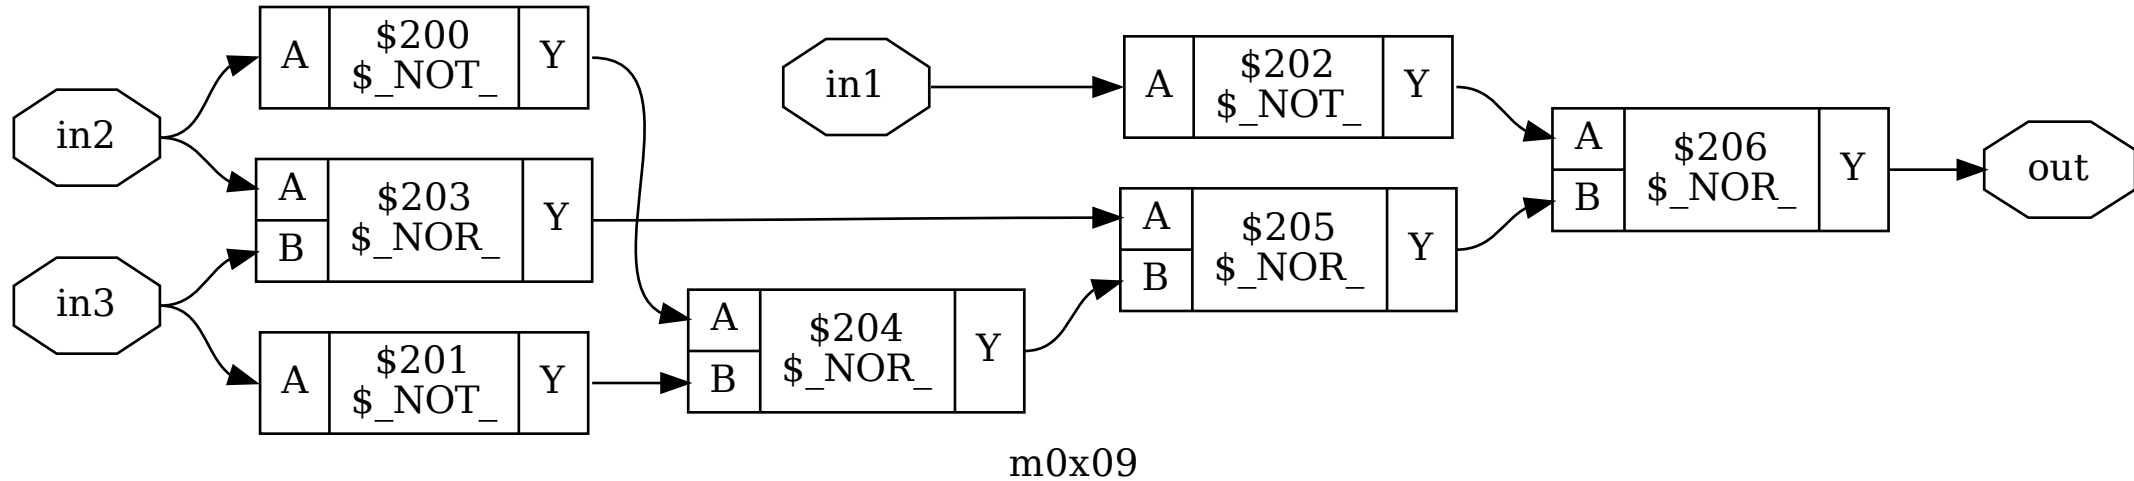 in2
in3
A
$200
$_NOT_
Y
A
B
$203
$_NOR_
Y
A
$201
$_NOT_
Y
in1
A
B
$204
$_NOR_
Y
A
$202
$_NOT_
Y
A
B
$205
$_NOR_
Y
A
B
$206
$_NOR_
Y
out
m0x09